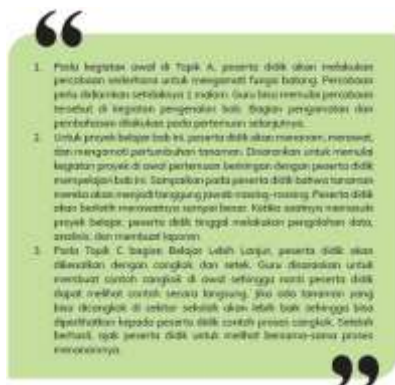 1. Pada kegiatan awal di Topik A, peserta didik akan melakukan
percobaan sederhana untuk mengamati fungsi batang. Percobaan
perlu didiamkan setidaknya 1 malam. Guru bisa memulai percobaan
tersebut di kegiatan pengenalan bab. Bagian pengamatan dan
pembahasan dilakukan pada pertemuan selanjutnya.
2. Untuk proyek belajar bab ini, peserta didik akan menanam, merawat,
dan mengamati pertumbuhan tanaman. Disarankan untuk memulai
kegiatan proyek di awal pertemuan beriringan dengan peserta didik
mempelajari bab ini. Sampaikan pada peserta didik bahwa tanaman
mereka akan menjadi tanggung jawab masing-masing. Peserta didik
akan berlatih merawatnya sampai besar. Ketika saatnya memasuki
proyek belajar, peserta didik tinggal melakukan pengolahan data,
analisis, dan membuat laporan.
3. Pada Topik C bagian Belajar Lebih Lanjut, peserta didik akan
dikenalkan dengan cangkok dan setek. Guru disarankan untuk
membuat contoh cangkok di awal sehingga nanti peserta didik
dapat melihat contoh secara langsung. Jika ada tanaman yang
bisa dicangkok di sekitar sekolah akan lebih baik sehingga bisa
diperlihatkan kepada peserta didik contoh proses cangkok. Setelah
berhasil, ajak peserta didik untuk melihat bersama-sama proses
menanamnya.